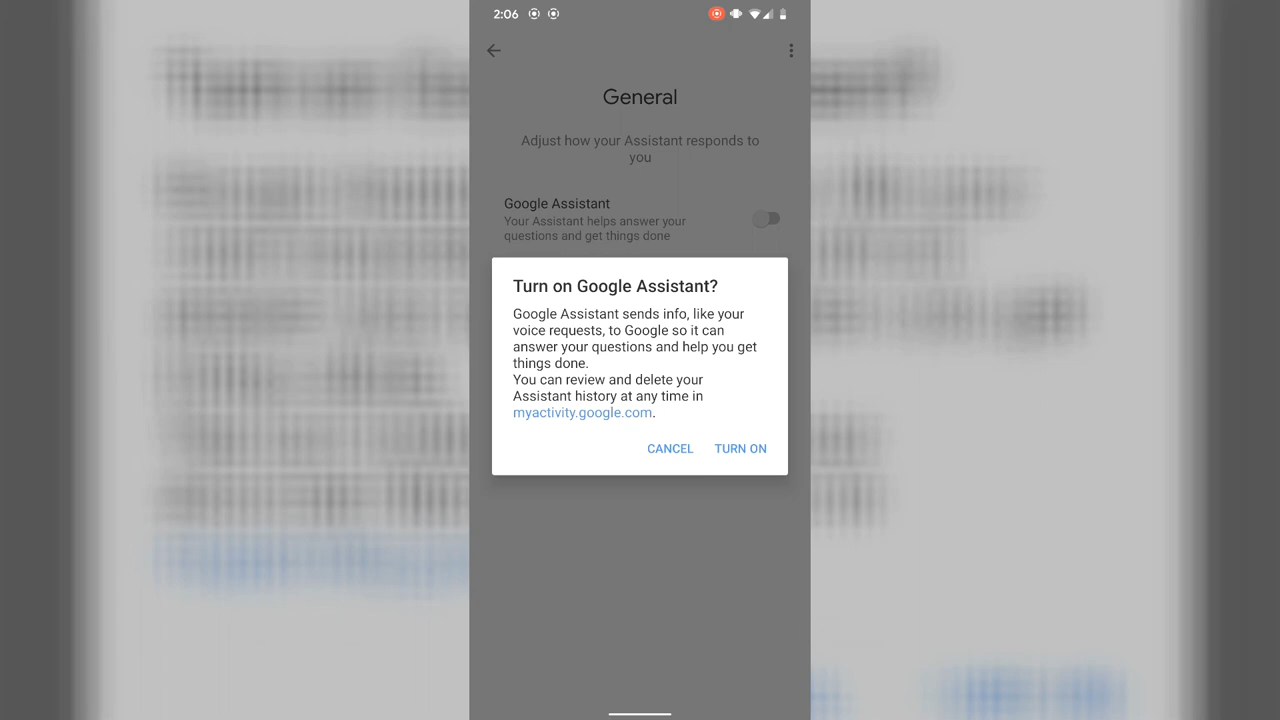 2:06
General
Adjust how your Assistant responds to
you
Google Assistant
Your Assistant helps answer your
questions and get things done
Turn on Google Assistant?
Google Assistant sends info, like your
voice requests, to Google so it can
answer your questions and help you get
things done.
You can review and delete your
Assistant history at any time in
myactivity.google.com.
CANCEL TURN ON